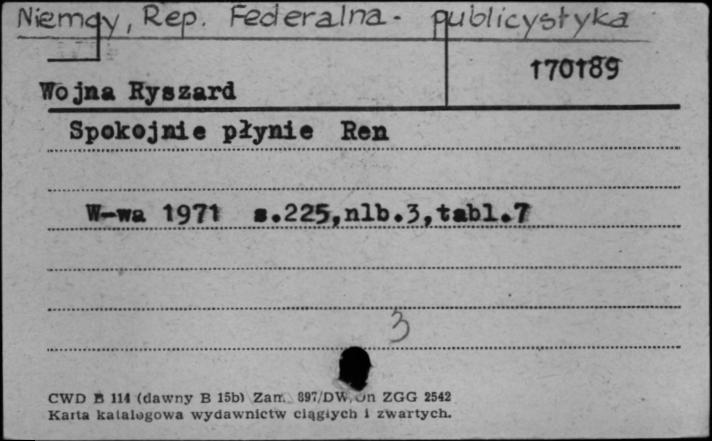 Niemcy, Rep. Federalna - publicystyka
170189
Wojna Ryszard
Spokojnie płynie Ren
W-wa 1971 s.225,nlb.3,tabl.7
3
CWD B 114 (dawny B 15b) Zam. 897/DW/Dn ZGG 2542
Karta katalogowa wydawnictw ciągłych i zwartych.